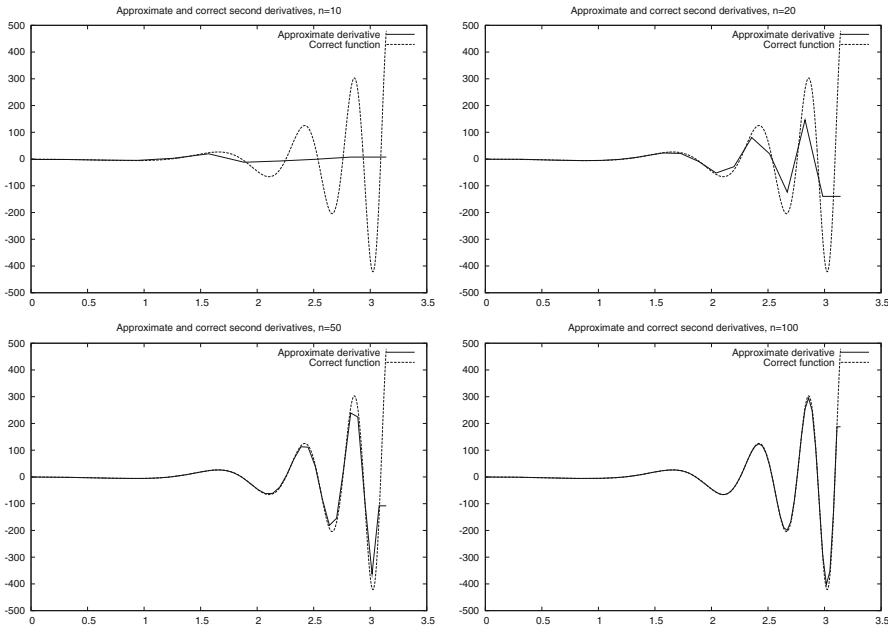 Approximate and correct second derivatives, n=10
Approximate derivative
Correct function
500
400
300
200
100
0
-100
-200
-300
-400
-500
0 0.5 1 1.5 2 2.5 3 3.5
Approximate and correct second derivatives, n=20
Approximate derivative
Correct function
500
400
300
200
100
0
-100
-200
-300
-400
-500
0 0.5 1 1.5 2 2.5 3 3.5
Approximate and correct second derivatives, n=50
Approximate derivative
Correct function
500
400
300
200
100
0
-100
-200
-300
-400
-500
0 0.5 1 1.5 2 2.5 3 3.5
Approximate and correct second derivatives, n=100
Approximate derivative
Correct function
500
400
300
200
100
0
-100
-200
-300
-400
-500
0 0.5 1 1.5 2 2.5 3 3.5